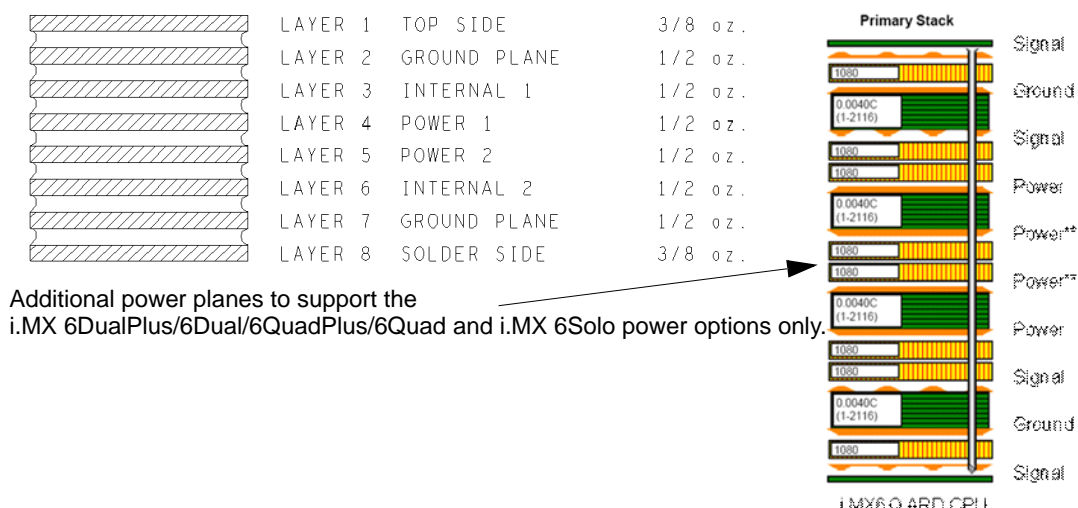 LAYER 1 TOP SIDE 3/8 oz.
LAYER 2 GROUND PLANE 1/2 oz.
LAYER 3 INTERNAL 1 1/2 oz.
LAYER 4 POWER 1 1/2 oz.
LAYER 5 POWER 2 1/2 oz.
LAYER 6 INTERNAL 2 1/2 oz.
LAYER 7 GROUND PLANE 1/2 oz.
LAYER 8 SOLDER SIDE 3/8 oz.
Additional power planes to support the
i.MX 6DualPlus/6Dual/6QuadPlus/6Quad and i.MX 6Solo power options only.
Primary Stack
Signal
1080
Ground
0.0040C
(1-2116)
Signal
1080
1080
Power
0.0040C
(1-2116)
Power**
1080
1080
Power**
0.0040C
(1-2116)
Power
1080
1080
Signal
0.0040C
(1-2116)
Ground
1080
Signal
i.MX6 Q ARD CPU